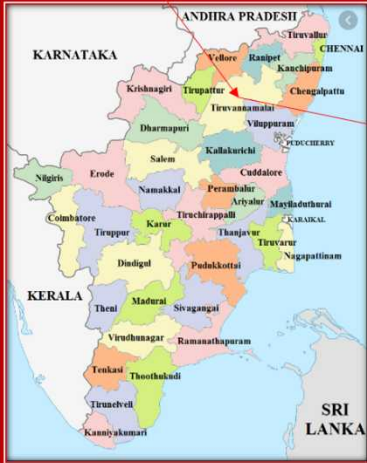 ANDHRA PRADESH
Tiruvallur
KARNATAKA
CHENNAI
Vellore
Ranipet
Kanchipuram
Krishnagiri
Tirupattur
Chengalpattu
Tiruvannamalai
Dharmapuri
Viluppuram
PUDUCHERRY
Kallakurichi
Salem
Cuddalore
Nilgiris
Erode
Namakkal
Perambalur
Ariyalur
Mayiladuthurai
Coimbatore
Tiruchirappalli
KARAIKAL
Karur
Tiruppur
Thanjavur
Tiruvarur
Nagapattinam
Dindigul
Pudukkottai
KERALA
Theni
Madurai
Sivagangai
Virudhunagar
Ramanathapuram
Tenkasi
Thoothukudi
Tirunelveli
SRI
LANKA
Kanniyakumari